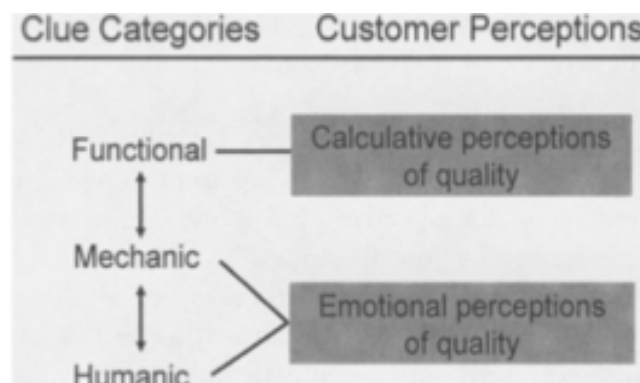 Clue Categories Customer Perceptions
Functional
Calculative perceptions
of quality
Mechanic
Emotional perceptions
of quality
Humanic